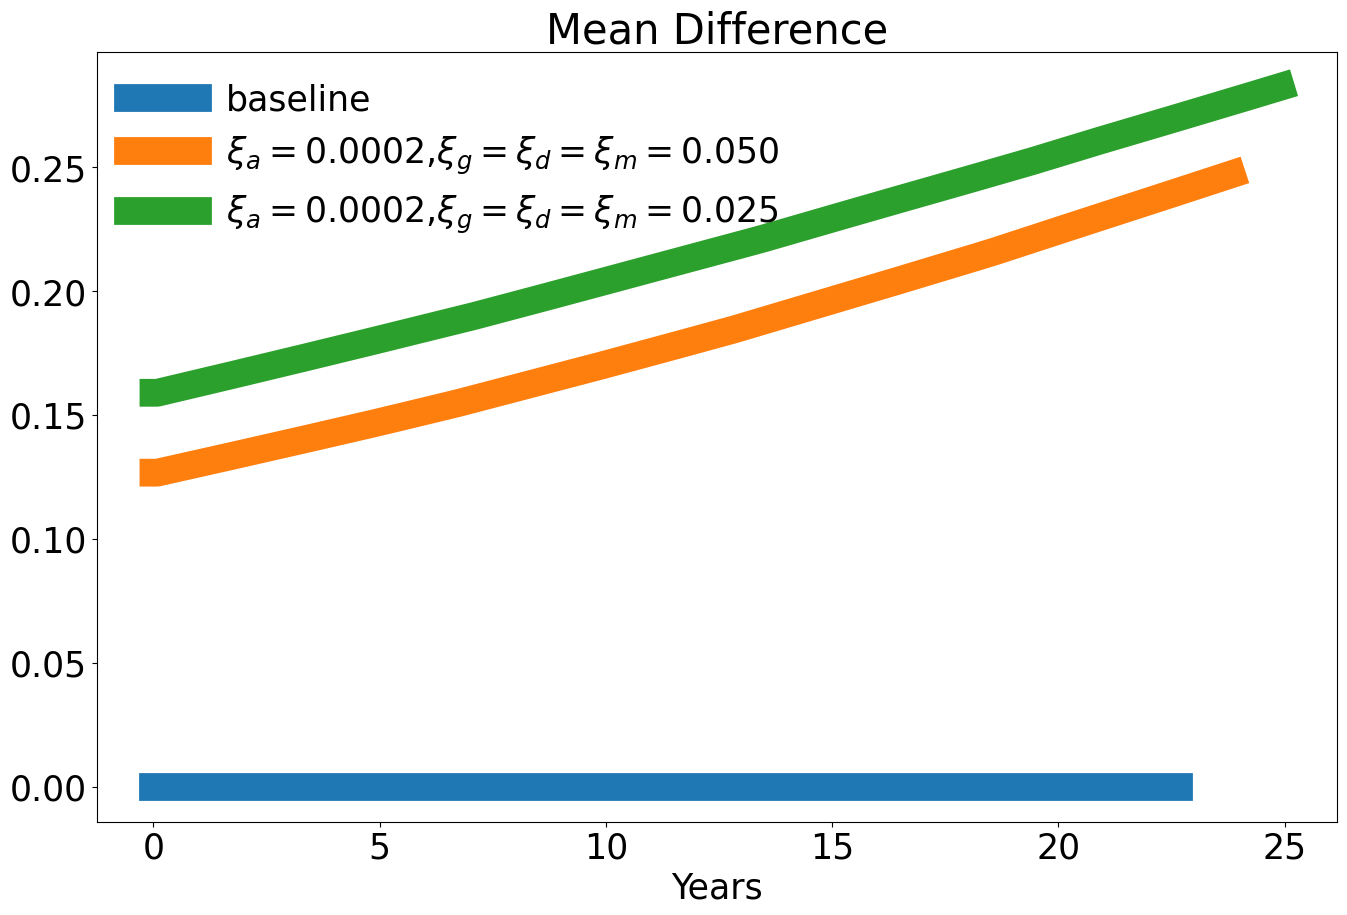 Mean Difference
baseline
ξ_a = 0.0002,ξ_g = ξ_d = ξ_m = 0.050
ξ_a = 0.0002,ξ_g = ξ_d = ξ_m = 0.025
0.25
0.20
0.15
0.10
0.05
0.00
0 5 10 15 20 25
Years